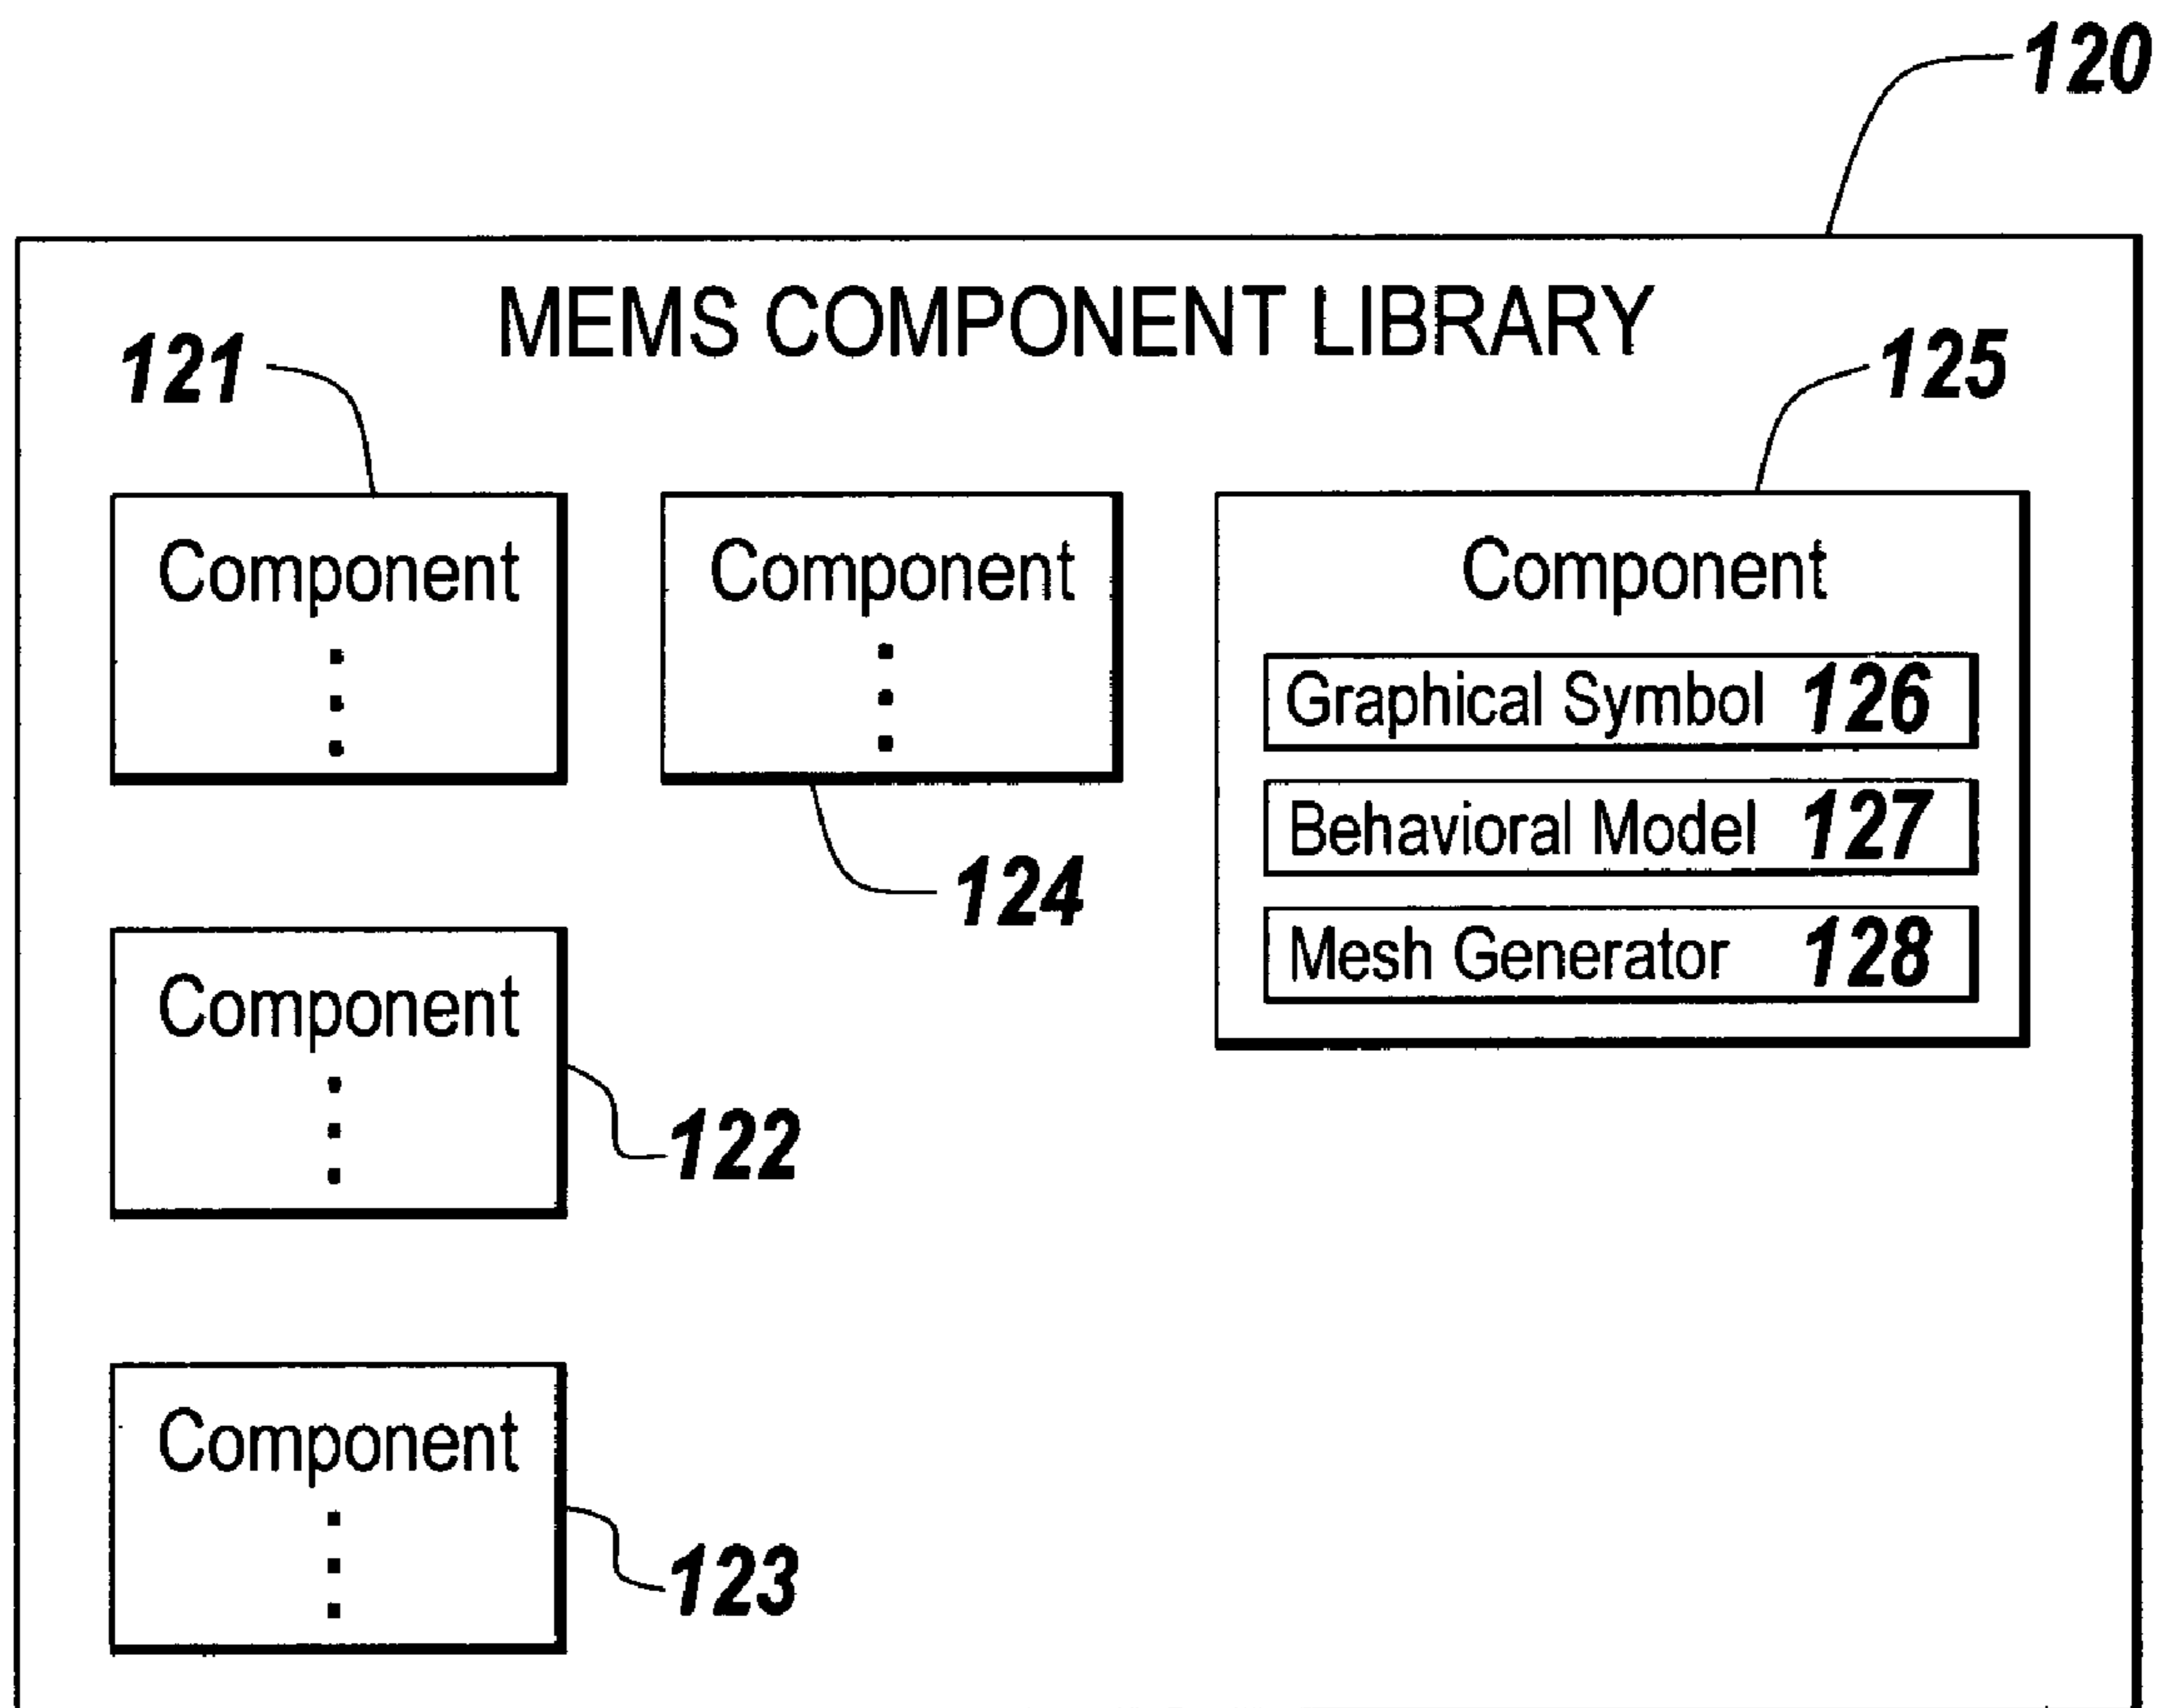 120
MEMS COMPONENT LIBRARY
121
125
Component
Component
Component
Graphical Symbol 126
Behavioral Model 127
124
Mesh Generator 128
Component
122
Component
123